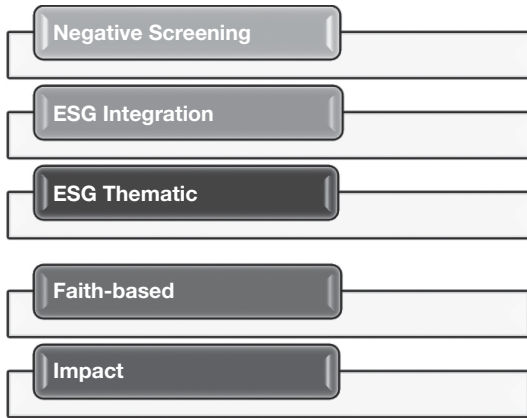 Negative Screening
ESG Integration
ESG Thematic
Faith-based
Impact